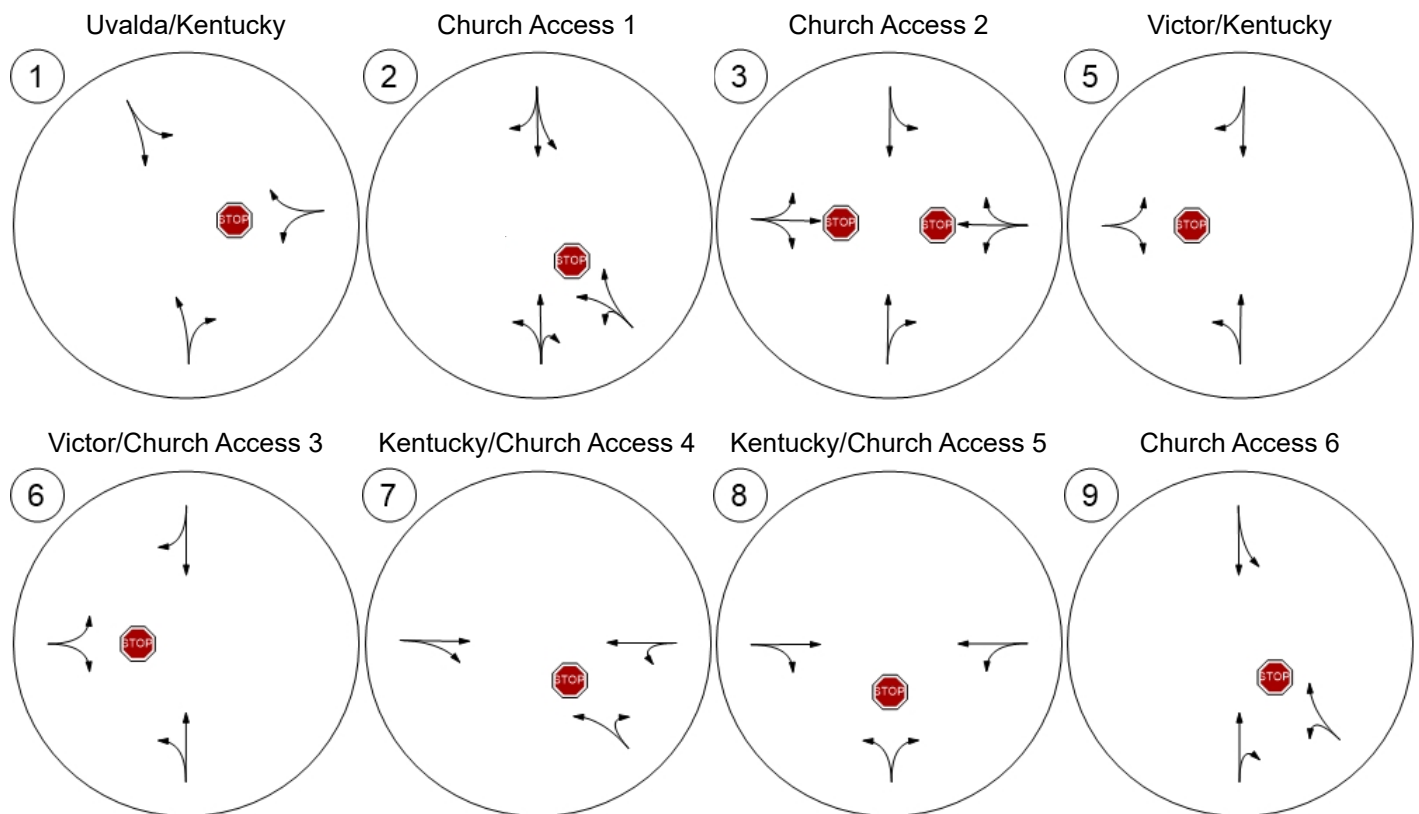 Uvalda/Kentucky
Church Access 1
Church Access 2
Victor/Kentucky
1
2
3
5
STOP
STOP
STOP
STOP
STOP
Victor/Church Access 3
Kentucky/Church Access 4
Kentucky/Church Access 5
Church Access 6
6
7
8
9
STOP
STOP
STOP
STOP